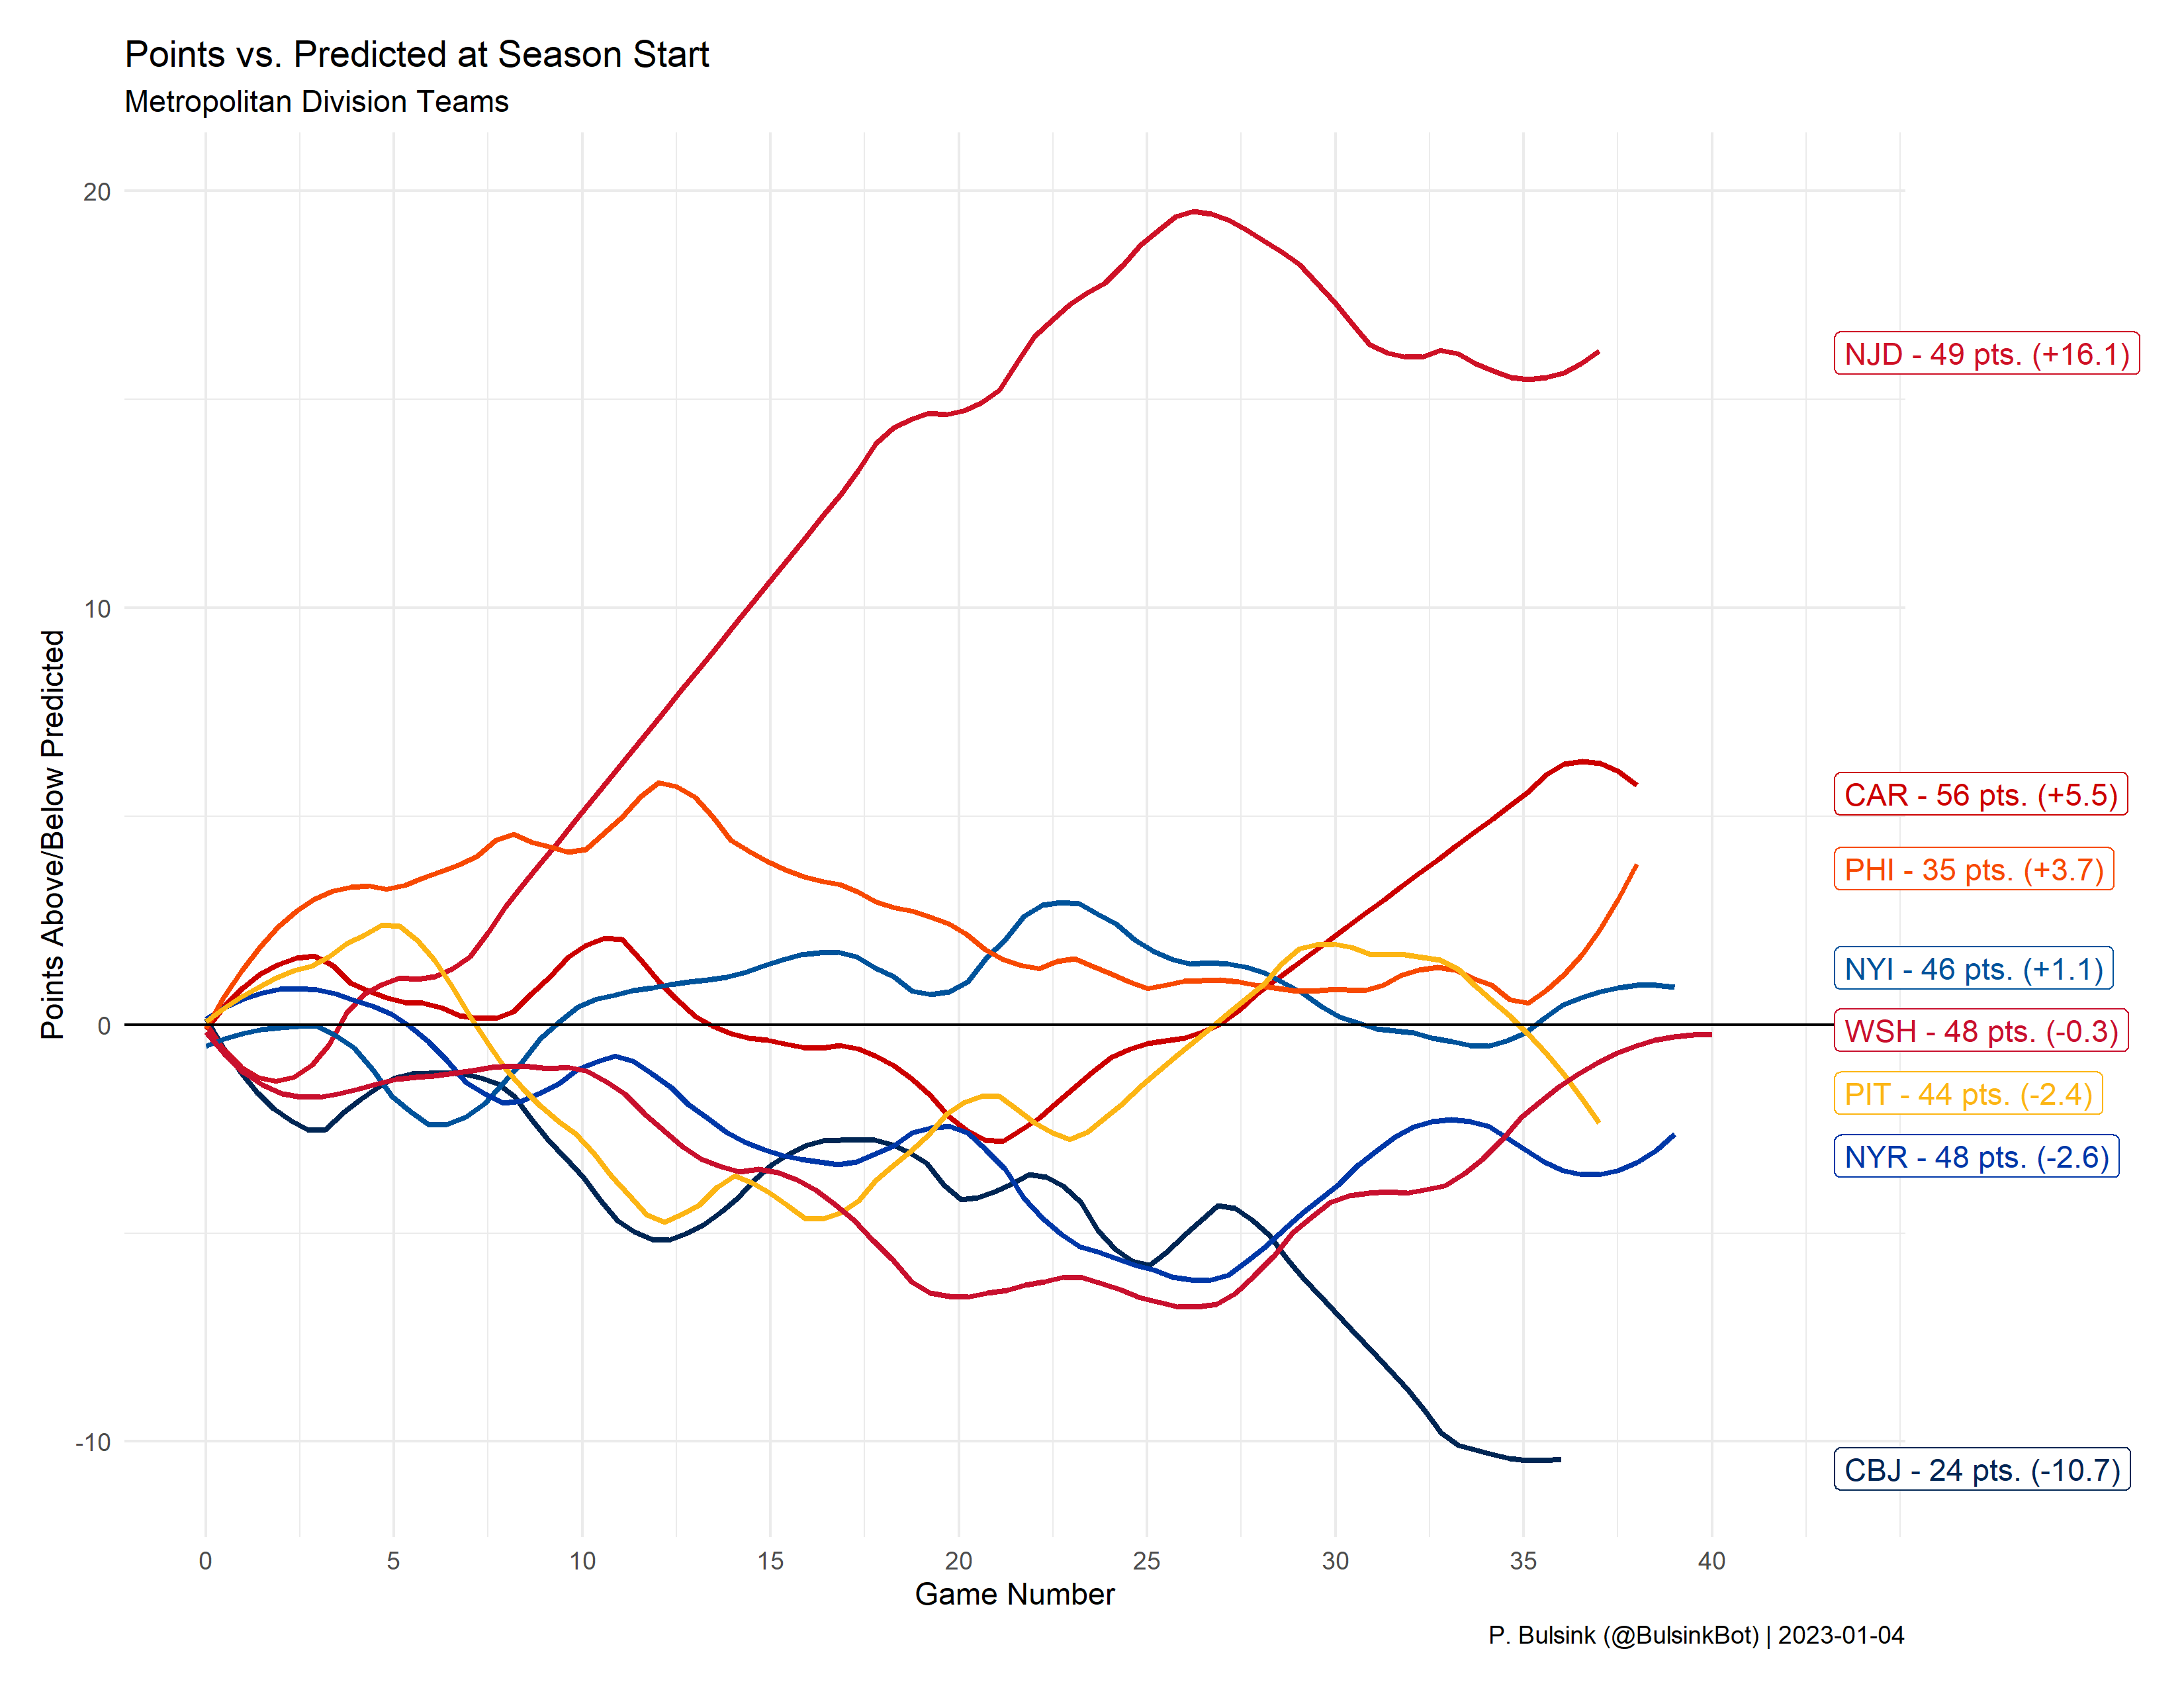 Points vs. Predicted at Season Start
Metropolitan Division Teams
Points Above/Below Predicted
20
10
0
-10
NJD - 49 pts. (+16.1)
CAR - 56 pts. (+5.5)
PHI - 35 pts. (+3.7)
NYI - 46 pts. (+1.1)
WSH - 48 pts. (-0.3)
PIT - 44 pts. (-2.4)
NYR - 48 pts. (-2.6)
CBJ - 24 pts. (-10.7)
0 5 10 15 20 25 30 35 40
Game Number
P. Bulsink (@BulsinkBot) | 2023-01-04